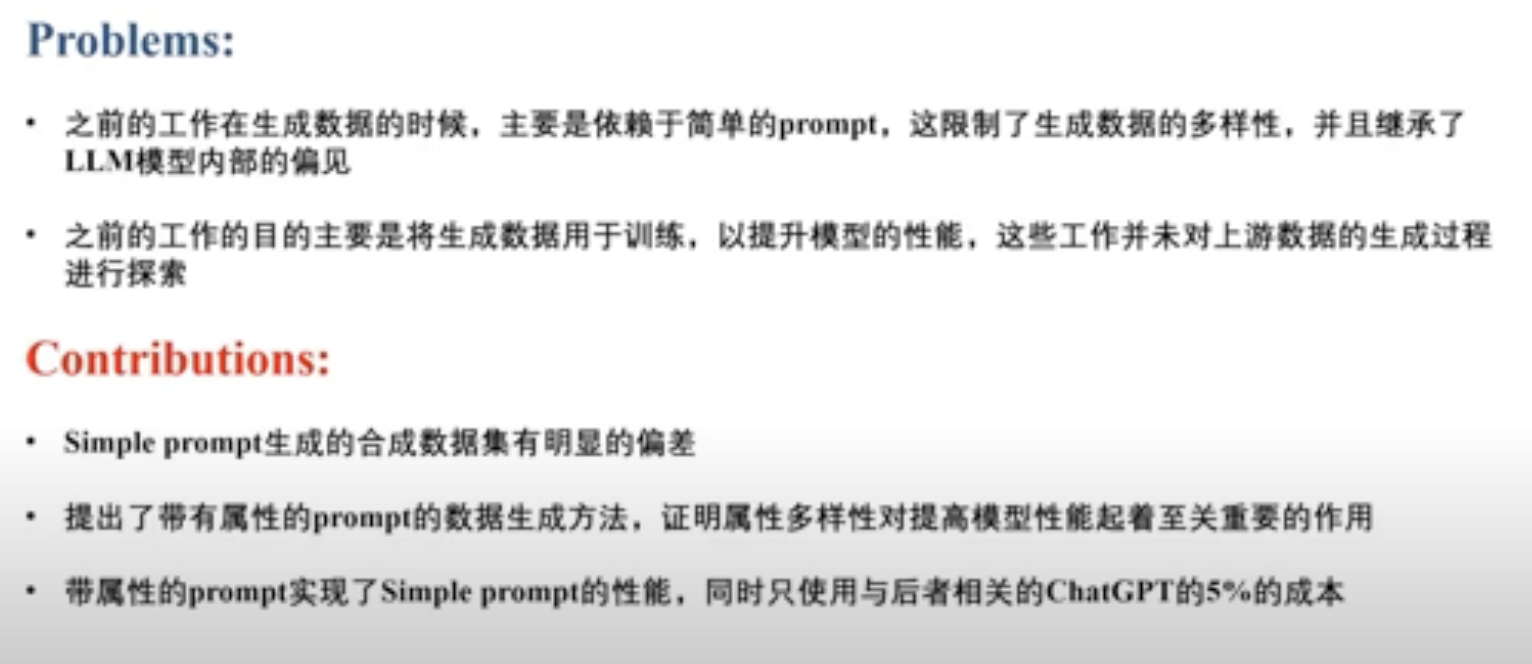 Problems:
• 之前的工作在生成数据的时候，主要是依赖于简单的prompt，这限制了生成数据的多样性，并且继承了
LLM模型内部的偏见
• 之前的工作的目的主要是将生成数据用于训练，以提升模型的性能，这些工作并未对上游数据的生成过程
进行探索
Contributions:
• Simple prompt生成的合成数据集有明显的偏差
• 提出了带有属性的prompt的数据生成方法，证明属性多样性对提高模型性能起着至关重要的作用
• 带属性的prompt实现了Simple prompt的性能，同时只使用与后者相关的ChatGPT的5%的成本